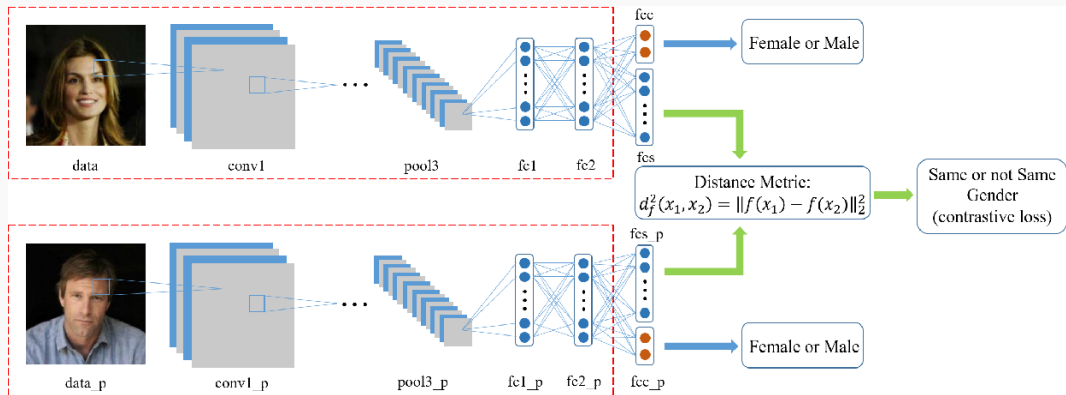 fcc
Female or Male
data
conv1
pool3
fc1
fc2
fcs
Distance Metric:
d_f^2(x_1, x_2) = ‖f(x_1) − f(x_2)‖_2^2
Same or not Same
Gender
(contrastive loss)
fcs_p
Female or Male
data_p
conv1_p
pool3_p
fc1_p
fc2_p
fcc_p